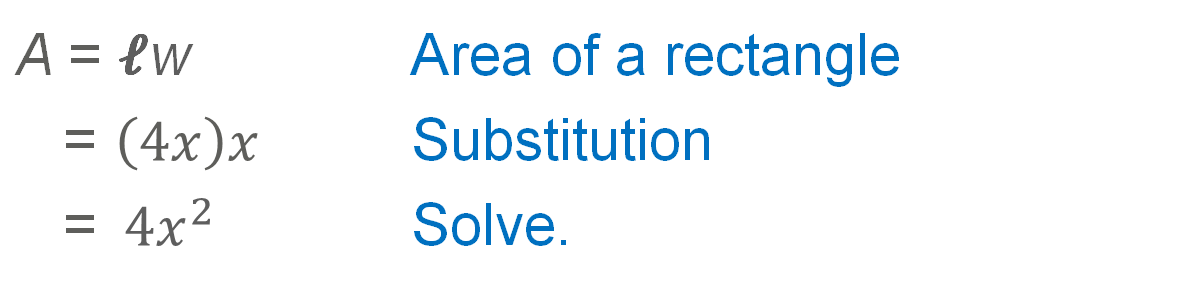 A = ℓw Area of a rectangle
= (4x)x Substitution
= 4x² Solve.